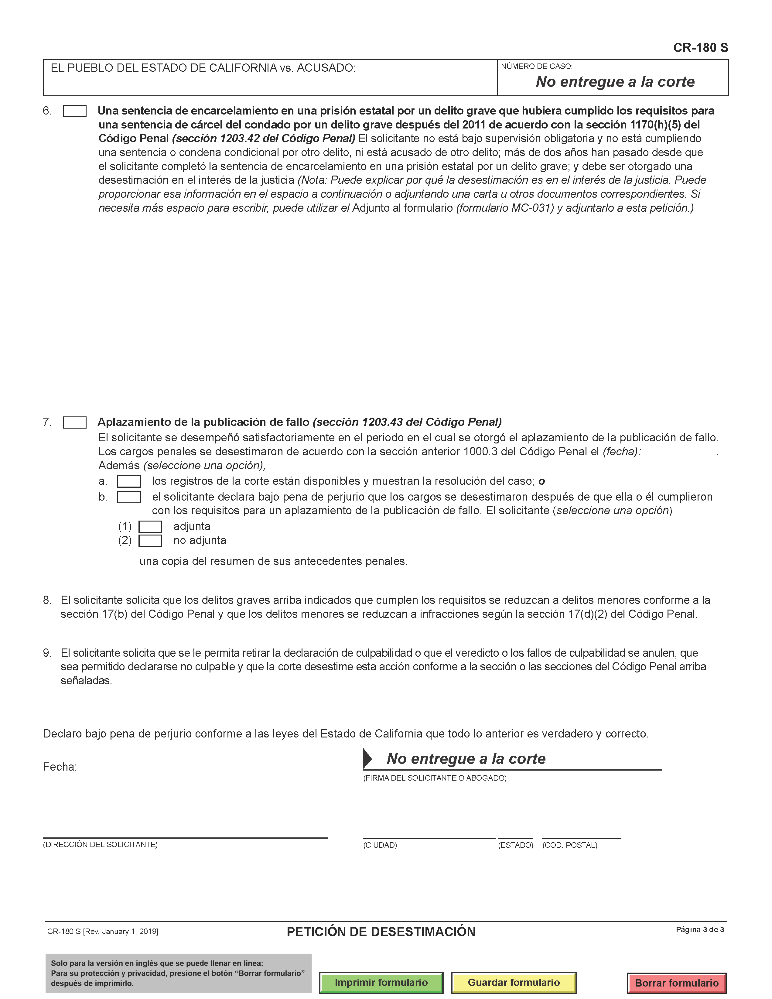 CR-180 S
EL PUEBLO DEL ESTADO DE CALIFORNIA vs. ACUSADO:
NÚMERO DE CASO:
No entregue a la corte
6. Una sentencia de encarcelamiento en una prisión estatal por un delito grave que hubiera cumplido los requisitos para
una sentencia de cárcel del condado por un delito grave después del 2011 de acuerdo con la sección 1170(h)(5) del
Código Penal (sección 1203.42 del Código Penal) El solicitante no está bajo supervisión obligatoria y no está cumpliendo
una sentencia o condena condicional por otro delito, ni está acusado de otro delito; más de dos años han pasado desde que
el solicitante completó la sentencia de encarcelamiento en una prisión estatal por un delito grave; y debe ser otorgado una
desestimación en el interés de la justicia (Nota: Puede explicar por qué la desestimación es en el interés de la justicia. Puede
proporcionar esa información en el espacio a continuación o adjuntando una carta u otros documentos correspondientes. Si
necesita más espacio para escribir, puede utilizar el Adjunto al formulario (formulario MC-031) y adjuntarlo a esta petición.)
7. Aplazamiento de la publicación de fallo (sección 1203.43 del Código Penal)
El solicitante se desempeñó satisfactoriamente en el periodo en el cual se otorgó el aplazamiento de la publicación de fallo.
Los cargos penales se desestimaron de acuerdo con la sección anterior 1000.3 del Código Penal el (fecha): .
Además (seleccione una opción),
a. los registros de la corte están disponibles y muestran la resolución del caso; o
b. el solicitante declara bajo pena de perjurio que los cargos se desestimaron después de que ella o él cumplieron
con los requisitos para un aplazamiento de la publicación de fallo. El solicitante (seleccione una opción)
(1) adjunta
(2) no adjunta
una copia del resumen de sus antecedentes penales.
8. El solicitante solicita que los delitos graves arriba indicados que cumplen los requisitos se reduzcan a delitos menores conforme a la
sección 17(b) del Código Penal y que los delitos menores se reduzcan a infracciones según la sección 17(d)(2) del Código Penal.
9. El solicitante solicita que se le permita retirar la declaración de culpabilidad o que el veredicto o los fallos de culpabilidad se anulen, que
sea permitido declararse no culpable y que la corte desestime esta acción conforme a la sección o las secciones del Código Penal arriba
señaladas.
Declaro bajo pena de perjurio conforme a las leyes del Estado de California que todo lo anterior es verdadero y correcto.
Fecha:
No entregue a la corte
(FIRMA DEL SOLICITANTE O ABOGADO)
(DIRECCIÓN DEL SOLICITANTE)
(CIUDAD) (ESTADO) (CÓD. POSTAL)
CR-180 S [Rev. January 1, 2019]
PETICIÓN DE DESESTIMACIÓN
Página 3 de 3
Solo para la versión en inglés que se puede llenar en línea:
Para su protección y privacidad, presione el botón “Borrar formulario”
después de imprimirlo.
Imprimir formulario
Guardar formulario
Borrar formulario